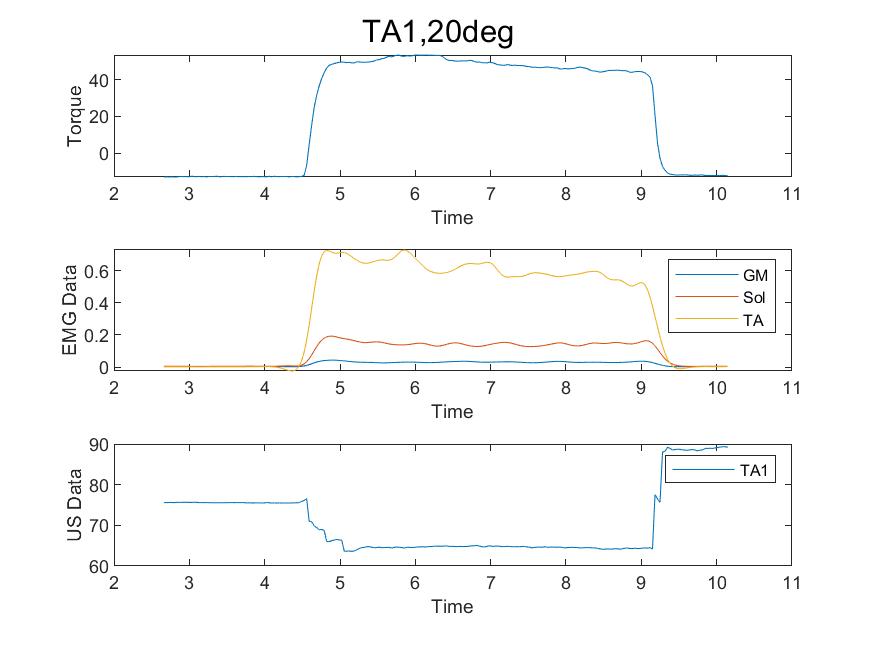 TA1,20deg
Torque
40
20
0
2 3 4 5 6 7 8 9 10 11
Time
EMG Data
0.6
0.4
0.2
0
GM
Sol
TA
2 3 4 5 6 7 8 9 10 11
Time
US Data
90
80
70
60
TA1
2 3 4 5 6 7 8 9 10 11
Time